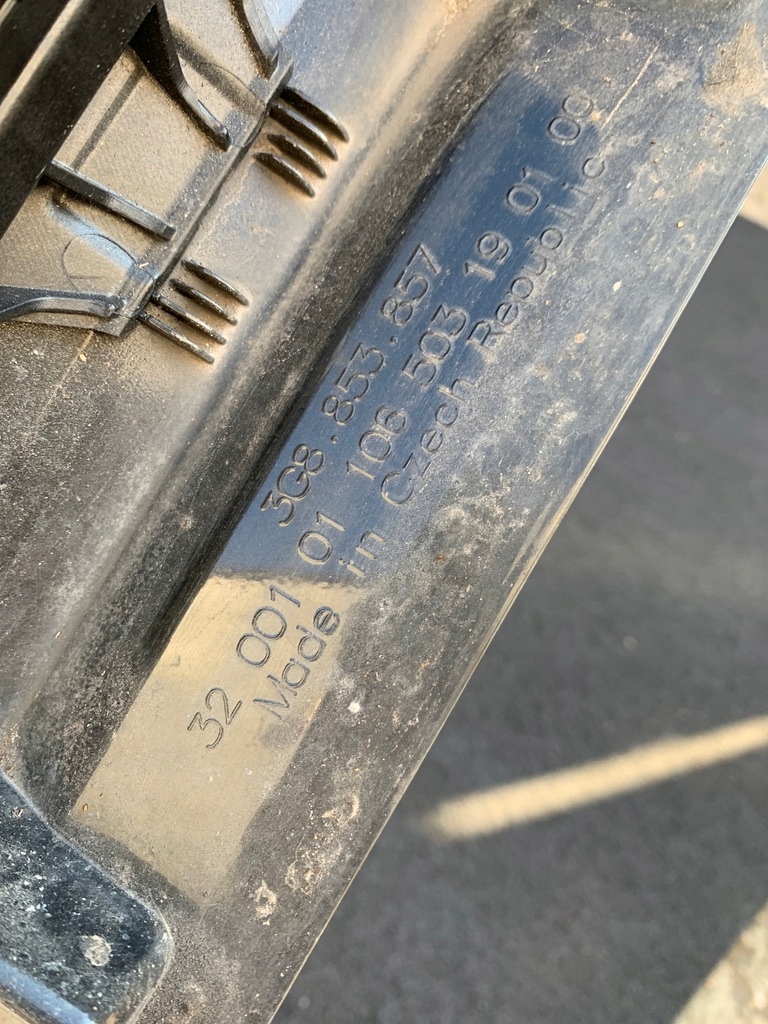 3G8.853.857
32 001 01 106 503 19 01 00
Made in Czech Republic